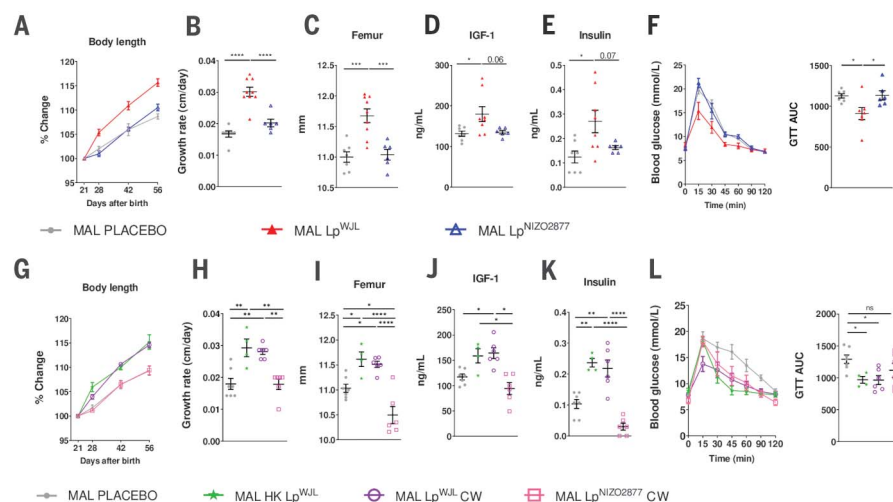 A
Body length
% Change
120
115
110
105
100
95
21 28 42 56
Days after birth
B
Growth rate (cm/day)
0.04
0.03
0.02
0.01
0.00
**** ****
C
Femur
mm
12.5
12.0
11.5
11.0
10.5
*** ***
D
IGF-1
ng/mL
300
200
100
0
* 0.06
E
Insulin
ng/mL
0.6
0.4
0.2
0.0
* 0.07
F
Blood glucose (mmol/L)
25
20
15
10
5
0
0 15 30 45 60 90 120
Time (min)
GTT AUC
1500
1000
500
0
* *
MAL PLACEBO MAL Lp^WJL MAL Lp^NIZO2877
G
Body length
% Change
120
115
110
105
100
95
21 28 42 56
Days after birth
H
Growth rate (cm/day)
0.04
0.03
0.02
0.01
0.00
** **
** **
I
Femur
mm
12.5
12.0
11.5
11.0
10.5
10.0
*
* ****
* ****
J
IGF-1
ng/mL
250
200
150
100
50
0
* *
*
K
Insulin
ng/mL
0.4
0.3
0.2
0.1
0.0
** ****
** ****
L
Blood glucose (mmol/L)
25
20
15
10
5
0
0 15 30 45 60 90 120
Time (min)
GTT AUC
2000
1500
1000
500
0
ns
*
*
MAL PLACEBO MAL HK Lp^WJL MAL Lp^WJL CW MAL Lp^NIZO2877 CW